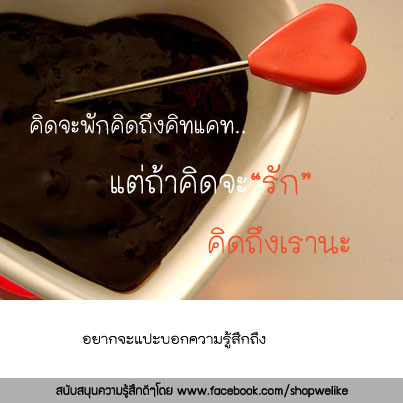 คิดจะพักคิดถึงคิทแคท..
แต่ถ้าคิดจะ“รัก”
คิดถึงเรานะ
อยากจะแปะบอกความรู้สึกถึง
สนับสนุนความรู้สึกดีๆโดย www.facebook.com/shopwelike